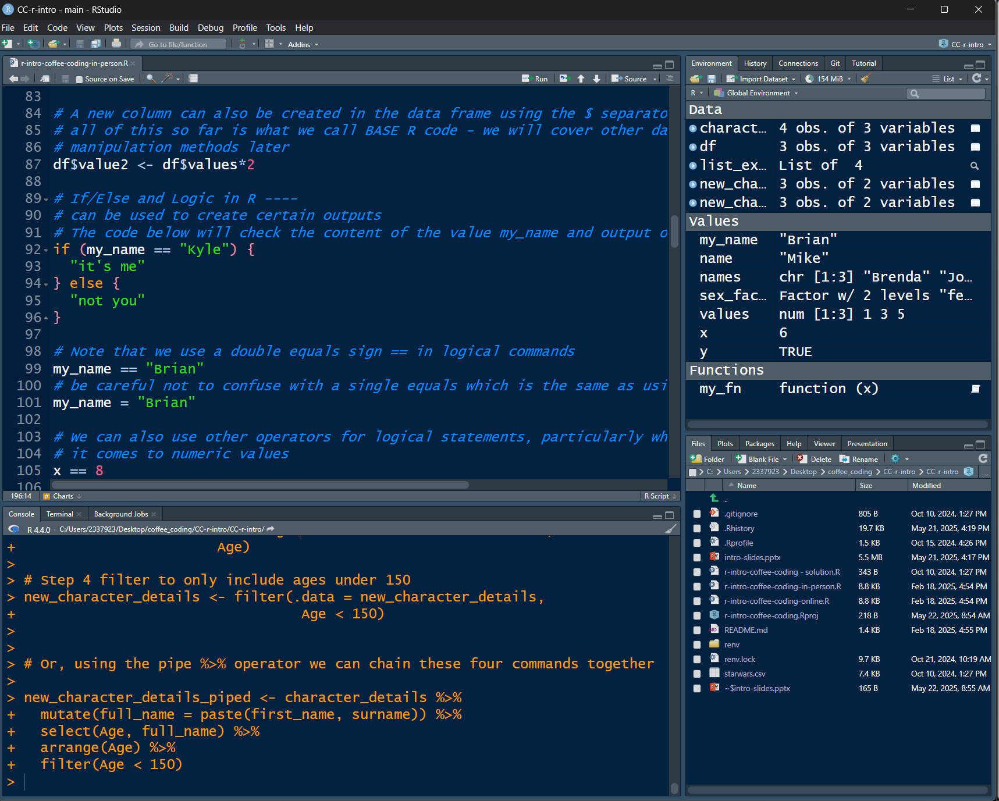 CC-r-intro - main - RStudio
File Edit Code View Plots Session Build Debug Profile Tools Help
Go to file/function Addins CC-r-intro
r-intro-coffee-coding-in-person.R
Source on Save Run Source
83
84 # A new column can also be created in the data frame using the $ separato
85 # all of this so far is what we call BASE R code - we will cover other da
86 # manipulation methods later
87 df$value2 <- df$values*2
88
89 # If/Else and Logic in R ----
90 # can be used to create certain outputs
91 # The code below will check the content of the value my_name and output o
92 if (my_name == "Kyle") {
93 "it's me"
94 } else {
95 "not you"
96 }
97
98 # Note that we use a double equals sign == in logical commands
99 my_name == "Brian"
100 # be careful not to confuse with a single equals which is the same as usi
101 my_name = "Brian"
102
103 # We can also use other operators for logical statements, particularly wh
104 # it comes to numeric values
105 x == 8
106
196:14 # Charts R Script
Console Terminal Background Jobs
R 4.4.0 · C:/Users/2337923/Desktop/coffee_coding/CC-r-intro/CC-r-intro/
+ Age)
>
> # Step 4 filter to only include ages under 150
> new_character_details <- filter(.data = new_character_details,
+ Age < 150)
>
>
> # Or, using the pipe %>% operator we can chain these four commands together
>
> new_character_details_piped <- character_details %>%
+ mutate(full_name = paste(first_name, surname)) %>%
+ select(Age, full_name) %>%
+ arrange(Age) %>%
+ filter(Age < 150)
>
Environment History Connections Git Tutorial
Import Dataset 154 MiB List
R Global Environment
Data
charact... 4 obs. of 3 variables
df 3 obs. of 3 variables
list_ex... List of 4
new_cha... 3 obs. of 2 variables
new_cha... 3 obs. of 2 variables
Values
my_name "Brian"
name "Mike"
names chr [1:3] "Brenda" "Jo...
sex_fac... Factor w/ 2 levels "fe...
values num [1:3] 1 3 5
x 6
y TRUE
Functions
my_fn function (x)
Files Plots Packages Help Viewer Presentation
Folder Blank File Delete Rename
C: > Users > 2337923 > Desktop > coffee_coding > CC-r-intro > CC-r-intro ...
Name Size Modified
..
.gitignore 805 B Oct 10, 2024, 1:27 PM
.Rhistory 19.7 KB May 21, 2025, 4:19 PM
.Rprofile 1.5 KB Oct 15, 2024, 4:26 PM
intro-slides.pptx 5.5 MB May 21, 2025, 4:17 PM
r-intro-coffee-coding - solution.R 343 B Oct 10, 2024, 1:27 PM
r-intro-coffee-coding-in-person.R 8.8 KB Feb 18, 2025, 4:54 PM
r-intro-coffee-coding-online.R 8.8 KB Feb 18, 2025, 4:54 PM
r-intro-coffee-coding.Rproj 218 B May 22, 2025, 8:54 AM
README.md 1.4 KB Feb 18, 2025, 4:55 PM
renv
renv.lock 9.7 KB Oct 21, 2024, 10:19 AM
starwars.csv 7.4 KB Oct 10, 2024, 1:27 PM
~$intro-slides.pptx 165 B May 22, 2025, 8:55 AM